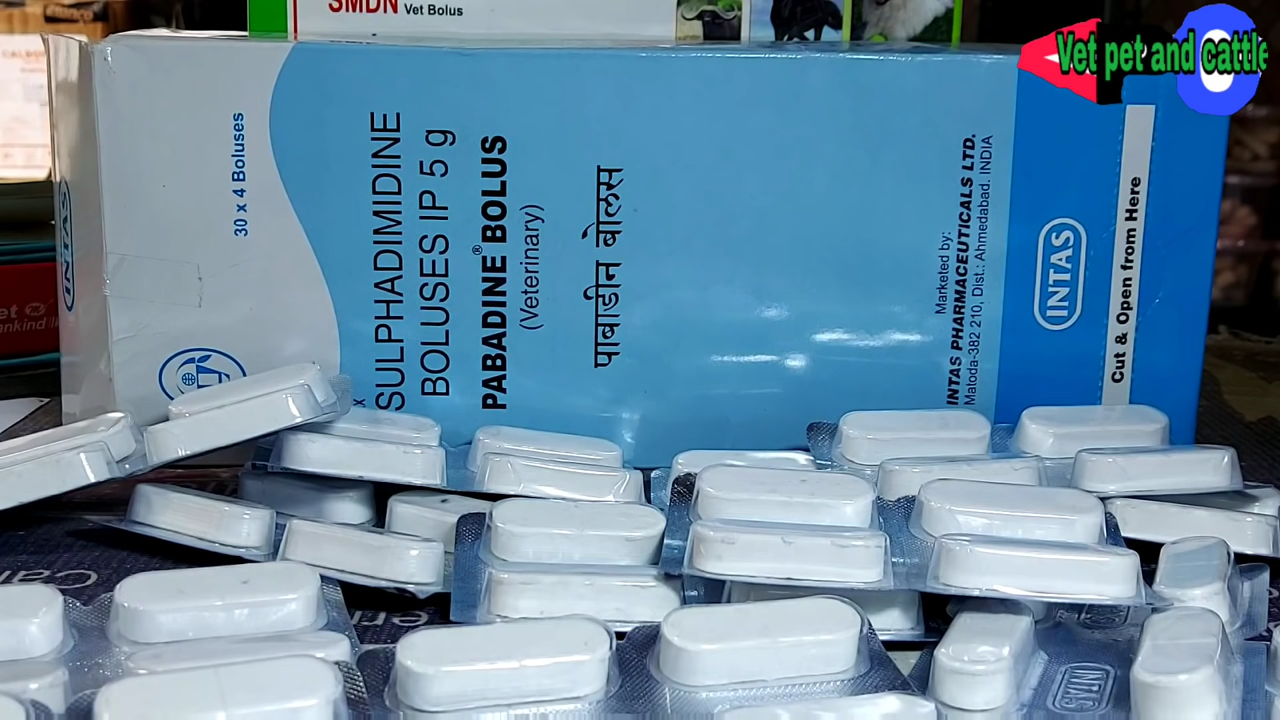 SMDN Vet Bolus
Vet pet and cattle
INTAS
30 x 4 Boluses
SULPHADIMIDINE
BOLUSES IP 5 g
PABADINE® BOLUS
(Veterinary)
पाबाडीन बोलस
Marketed by:
INTAS PHARMACEUTICALS LTD.
Matoda-382 210, Dist.: Ahmedabad. INDIA
INTAS
Cut & Open from Here
INTAS